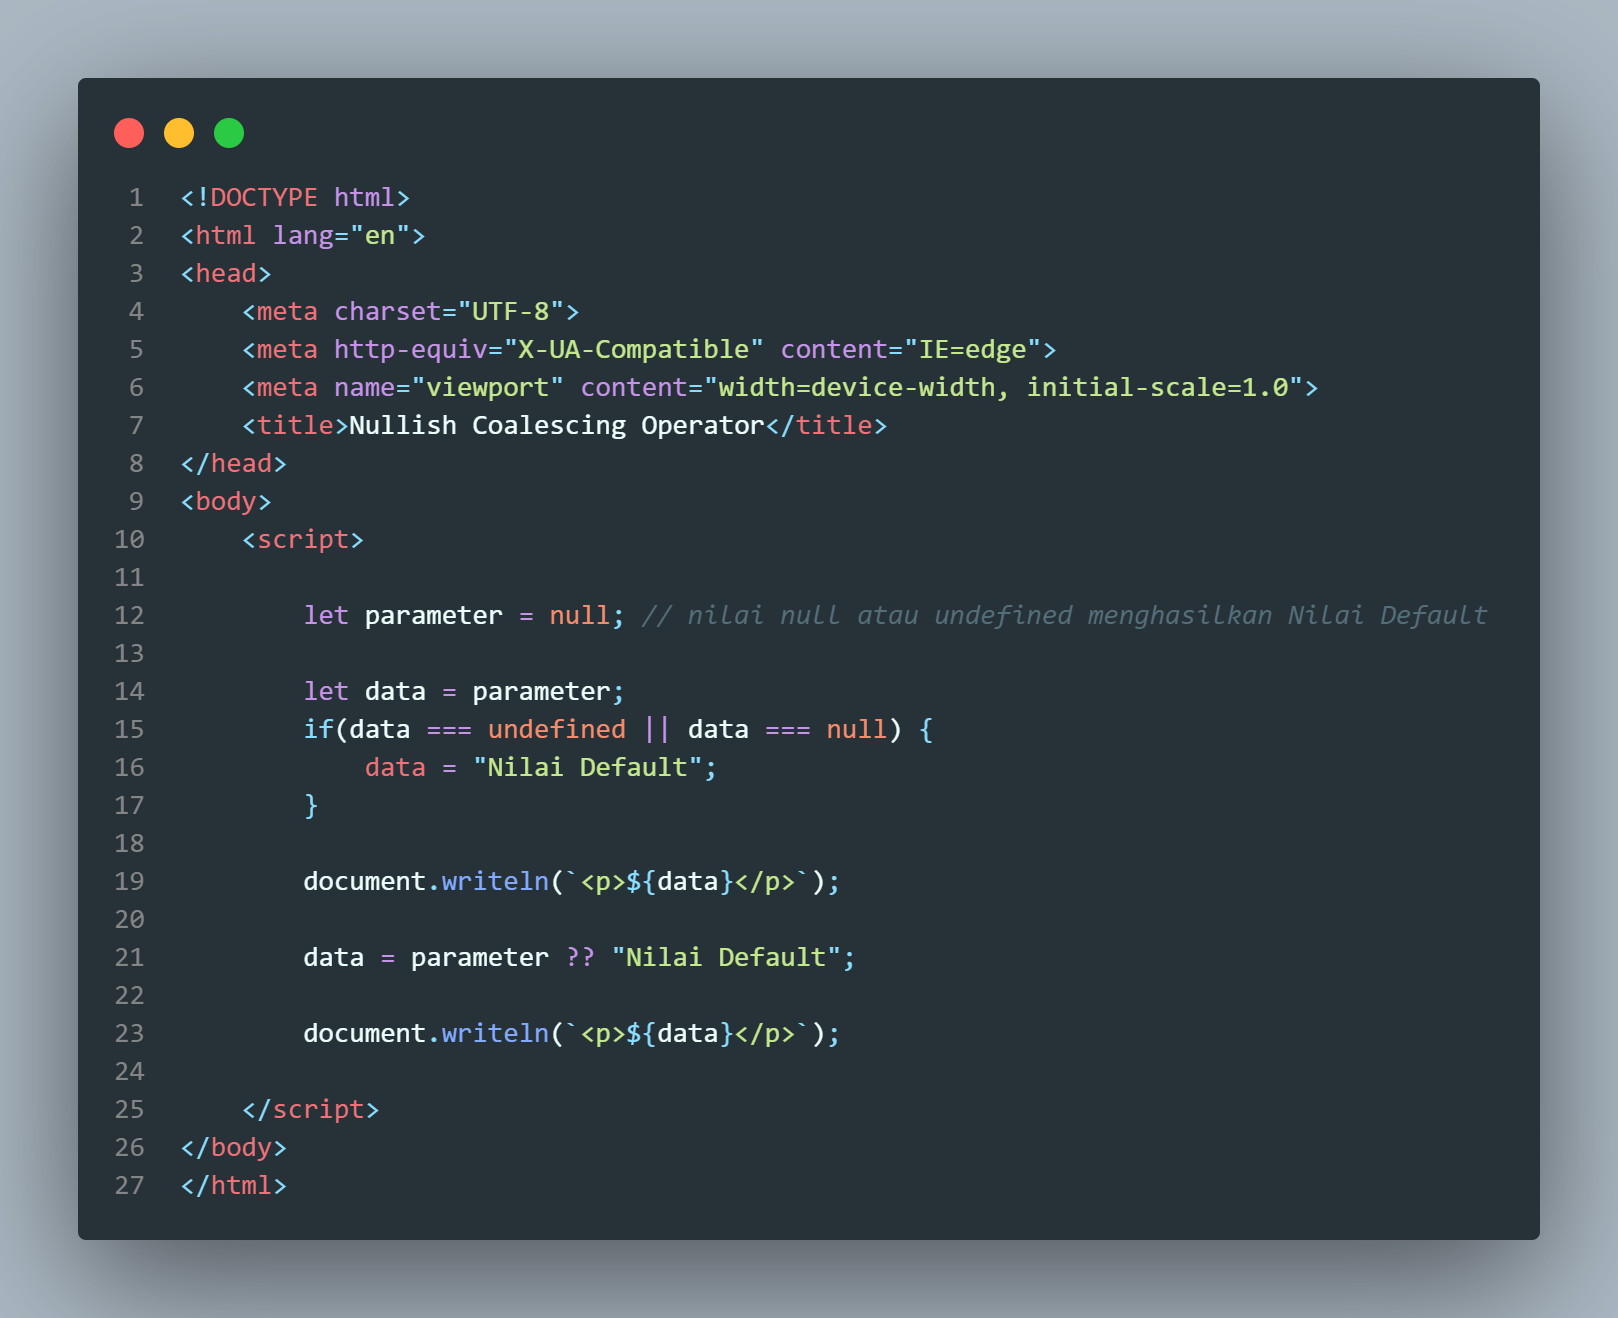 1 <!DOCTYPE html>
2 <html lang="en">
3 <head>
4     <meta charset="UTF-8">
5     <meta http-equiv="X-UA-Compatible" content="IE=edge">
6     <meta name="viewport" content="width=device-width, initial-scale=1.0">
7     <title>Nullish Coalescing Operator</title>
8 </head>
9 <body>
10     <script>
11
12         let parameter = null; // nilai null atau undefined menghasilkan Nilai Default
13
14         let data = parameter;
15         if(data === undefined || data === null) {
16             data = "Nilai Default";
17         }
18
19         document.writeln(`<p>${data}</p>`);
20
21         data = parameter ?? "Nilai Default";
22
23         document.writeln(`<p>${data}</p>`);
24
25     </script>
26 </body>
27 </html>